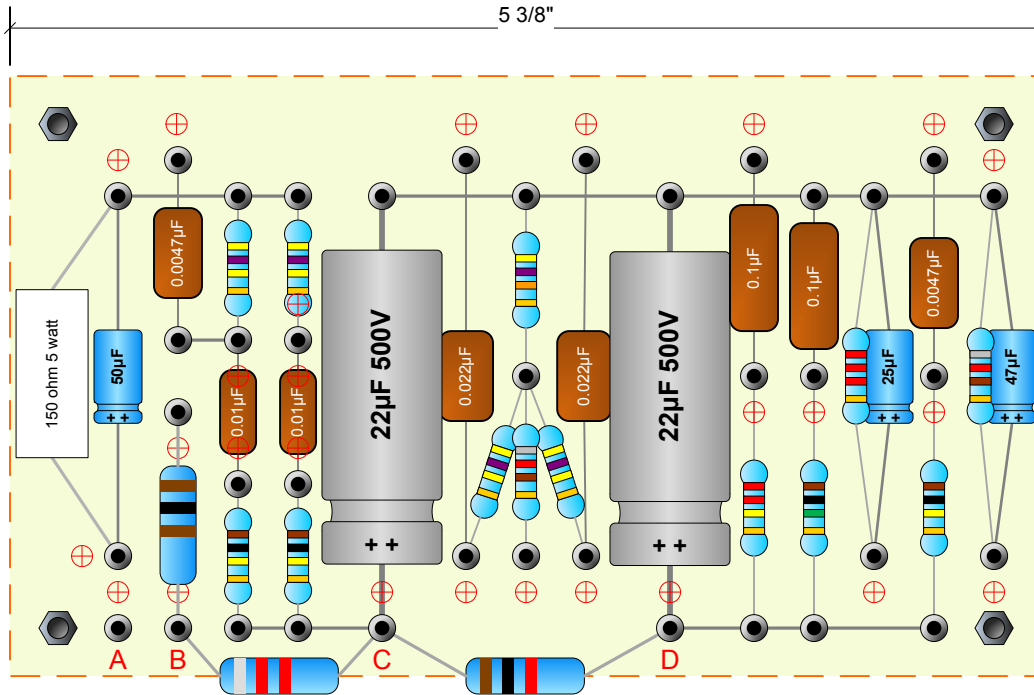 5 3/8"
0.0047µF
0.1µF
0.1µF
0.0047µF
22µF 500V
22µF 500V
150 ohm 5 watt
50µF
0.01µF
0.01µF
0.022µF
0.022µF
25µF
47µF
+ +
+ +
+ +
+ +
+ +
A
B
C
D